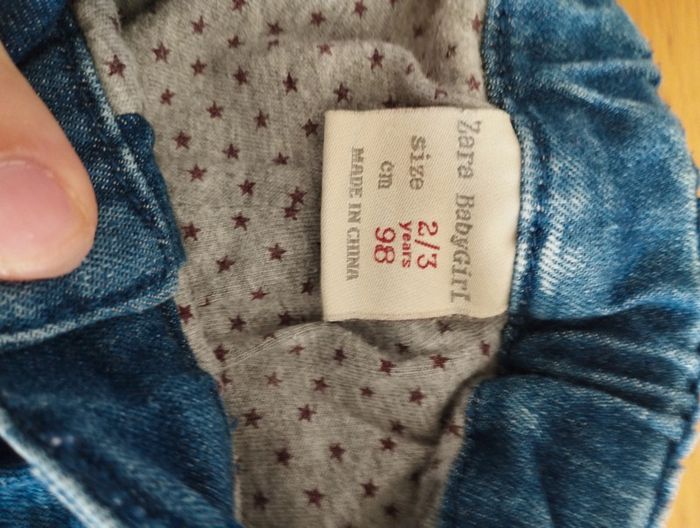 Zara BabyGirl
size 2/3
years
cm 98
MADE IN CHINA